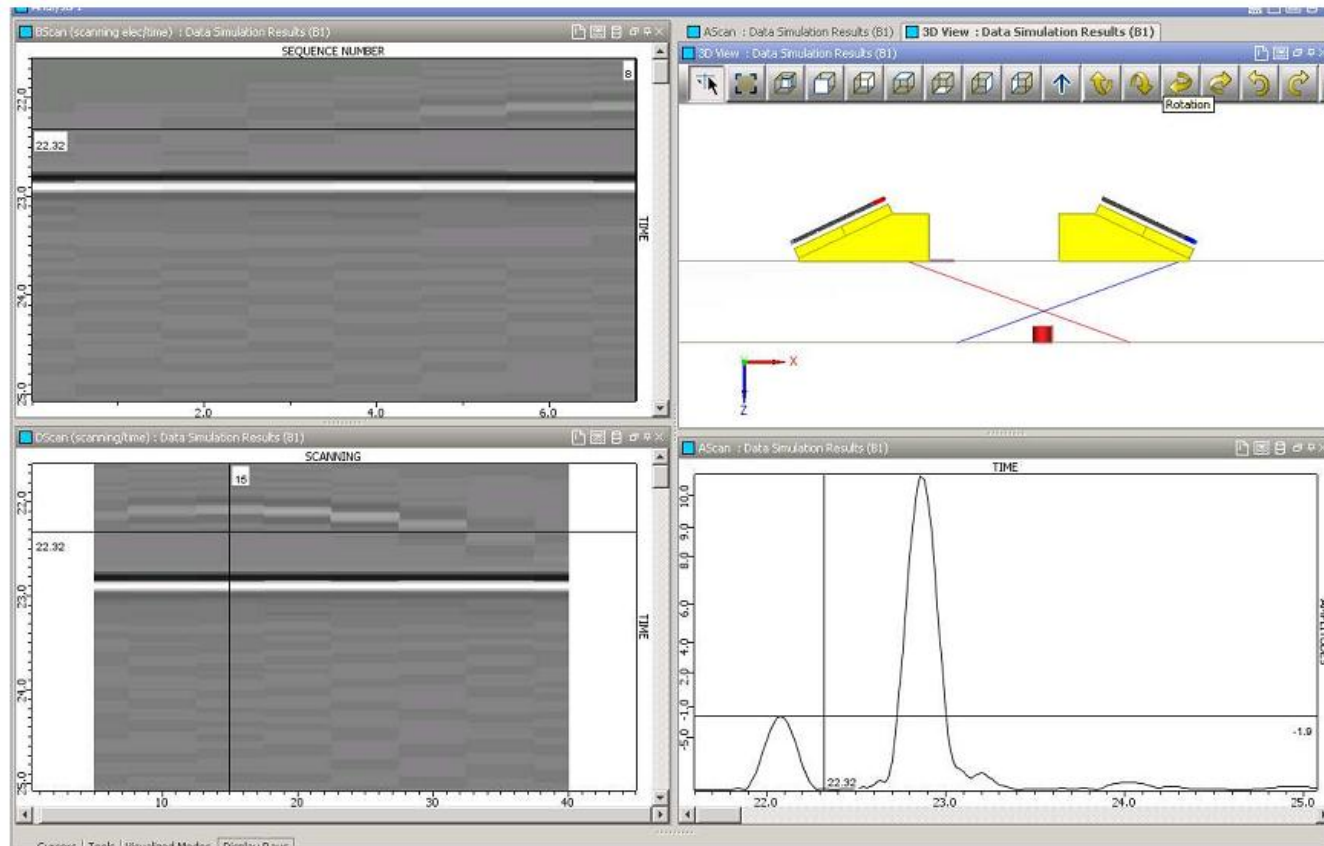 BScan (scanning elec/time) : Data Simulation Results (B1)
SEQUENCE NUMBER
8
22.0
22.32
23.0
TIME
24.0
25.0
2.0
4.0
6.0
DScan (scanning/time) : Data Simulation Results (B1)
SCANNING
22.0
22.32
23.0
TIME
24.0
25.0
10
20
30
40
AScan : Data Simulation Results (B1)
3D View : Data Simulation Results (B1)
3D View : Data Simulation Results (B1)
Rotation
X
Z
AScan : Data Simulation Results (B1)
TIME
10.0
9.0
8.0
6.0
4.0
2.0
-1.0
-5.0
-1.9
22.32
22.0
23.0
24.0
25.0